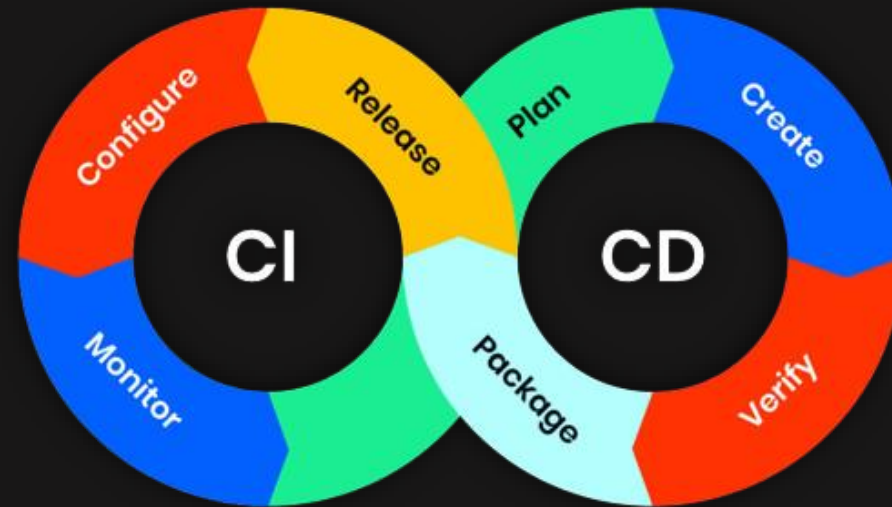 Configure
Release
Plan
Create
CI
CD
Monitor
Package
Verify